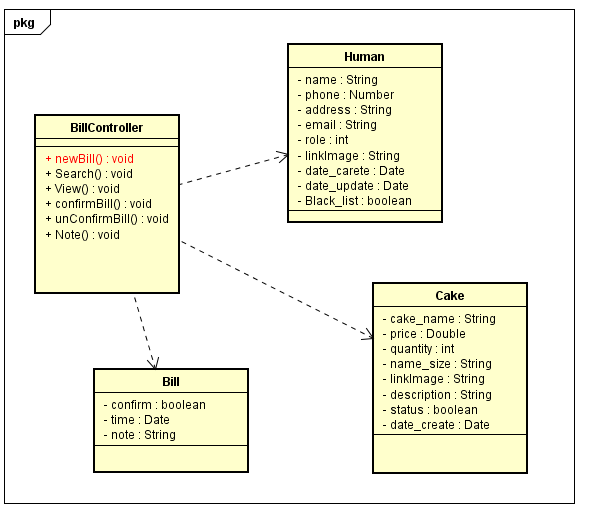 pkg
Human
- name : String
- phone : Number
- address : String
- email : String
- role : int
- linkImage : String
- date_carete : Date
- date_update : Date
- Black_list : boolean
BillController
+ newBill() : void
+ Search() : void
+ View() : void
+ confirmBill() : void
+ unConfirmBill() : void
+ Note() : void
Cake
- cake_name : String
- price : Double
- quantity : int
- name_size : String
- linkImage : String
- description : String
- status : boolean
- date_create : Date
Bill
- confirm : boolean
- time : Date
- note : String